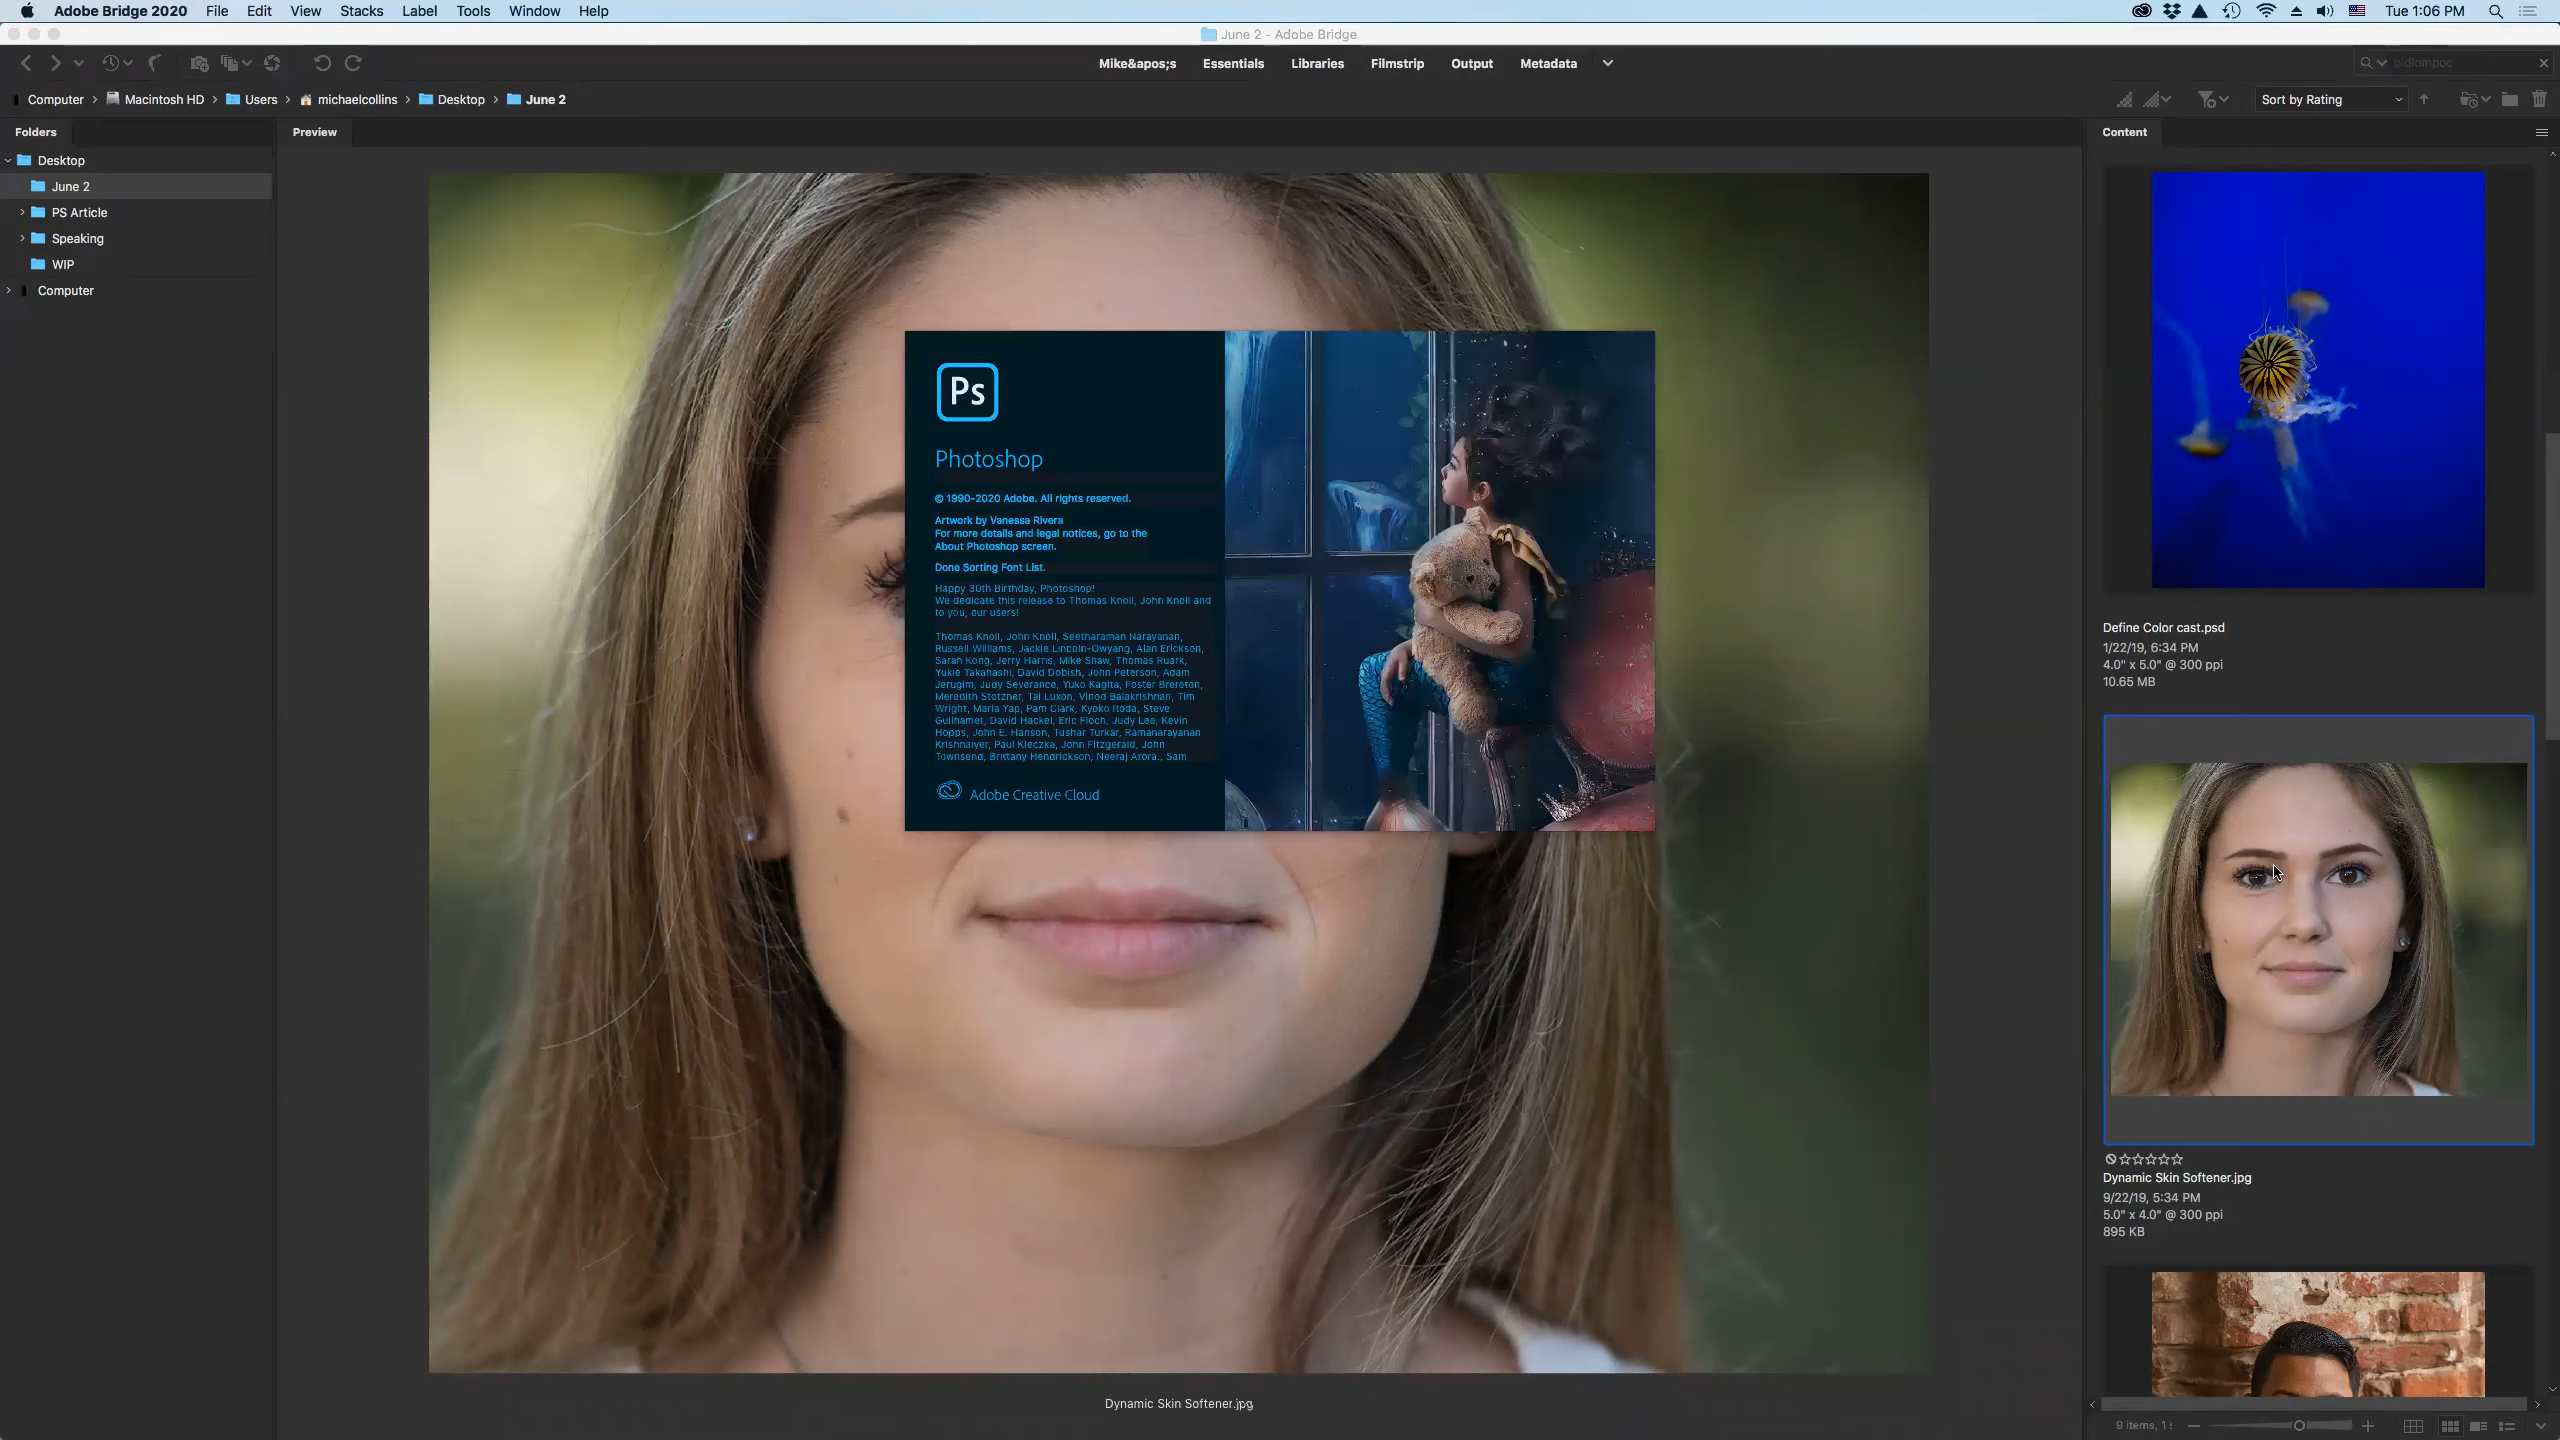 Adobe Bridge 2020 File Edit View Stacks Label Tools Window Help Tue 1:06 PM
June 2 - Adobe Bridge
Mike&apos;s Essentials Libraries Filmstrip Output Metadata
Computer Macintosh HD Users michaelcollins Desktop June 2 Sort by Rating
Folders
Desktop
June 2
PS Article
Speaking
WIP
Computer
Preview
Ps
Photoshop
© 1990-2020 Adobe. All rights reserved.
Artwork by Vanessa Rivera
For more details and legal notices, go to the
About Photoshop screen.
Done Sorting Font List.
Happy 30th Birthday, Photoshop!
We dedicate this release to Thomas Knoll, John Knoll and
to you, our users!
Thomas Knoll, John Knoll, Seetharaman Narayanan,
Russell Williams, Jackie Lincoln-Owyang, Alan Erickson,
Sarah Kong, Jerry Harris, Mike Shaw, Thomas Ruark,
Yukie Takahashi, David Dobish, John Peterson, Adam
Jerugim, Judy Severance, Yuko Kagita, Foster Brereton,
Meredith Stotzner, Tai Luxon, Vinod Balakrishnan, Tim
Wright, Maria Yap, Pam Clark, Kyoko Itoda, Steve
Guilhamet, David Hackel, Eric Floch, Judy Lee, Kevin
Hopps, John E. Hanson, Tushar Turkar, Ramanarayanan
Krishnaiyer, Paul Kleczka, John Fitzgerald, John
Townsend, Brittany Hendrickson, Neeraj Arora., Sam
Adobe Creative Cloud
Dynamic Skin Softener.jpg
Content
Define Color cast.psd
1/22/19, 6:34 PM
4.0" x 5.0" @ 300 ppi
10.65 MB
Dynamic Skin Softener.jpg
9/22/19, 5:34 PM
5.0" x 4.0" @ 300 ppi
895 KB
9 items, 1